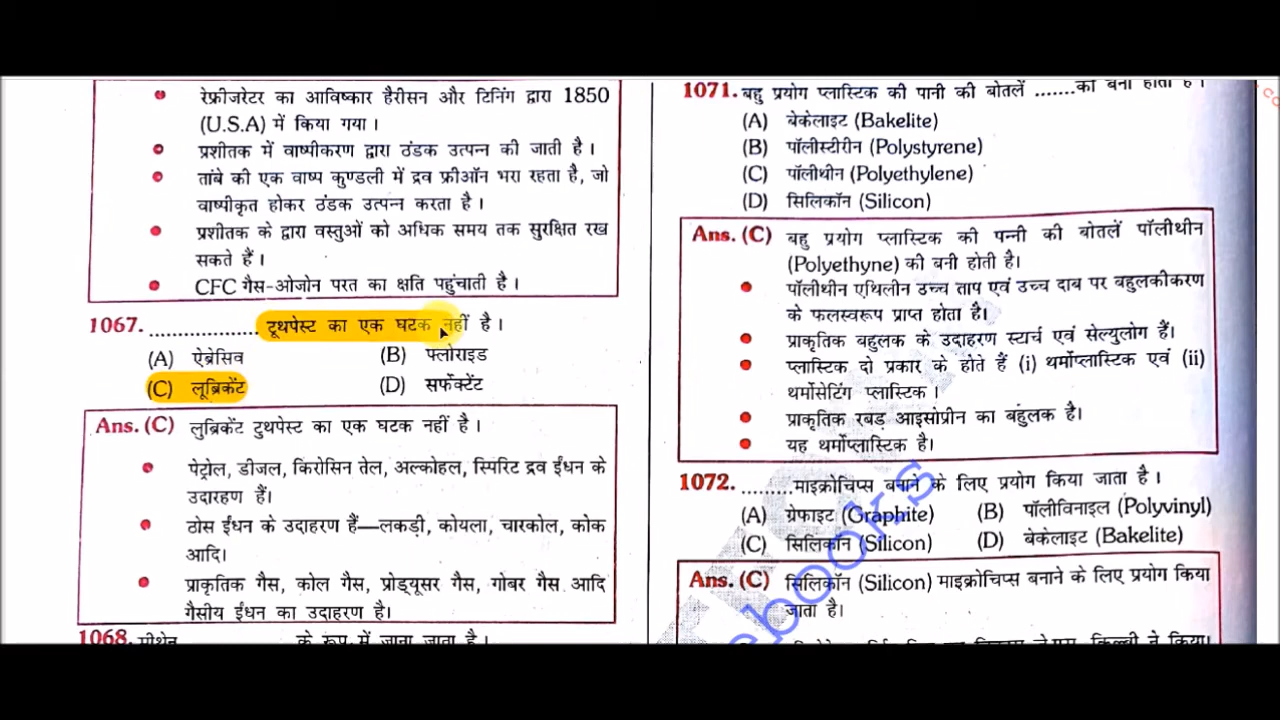 रेफ्रीजरेटर का आविष्कार हैरीसन और टिनिंग द्वारा 1850
(U.S.A) में किया गया।
प्रशीतक में वाष्पीकरण द्वारा ठंडक उत्पन्न की जाती है।
तांबे की एक वाष्प कुण्डली में द्रव फ्रीऑन भरा रहता है, जो
वाष्पीकृत होकर ठंडक उत्पन्न करता है।
प्रशीतक के द्वारा वस्तुओं को अधिक समय तक सुरक्षित रख
सकते हैं।
CFC गैस-ओजोन परत का क्षति पहुंचाती है।
1067. .................... टूथपेस्ट का एक घटक नहीं है।
(A) ऐब्रेसिव (B) फ्लोराइड
(C) लूब्रिकेंट (D) सर्फेक्टेंट
Ans. (C) लुब्रिकेंट टुथपेस्ट का एक घटक नहीं है।
पेट्रोल, डीजल, किरोसिन तेल, अल्कोहल, स्पिरिट द्रव ईंधन के
उदारहण हैं।
ठोस ईंधन के उदाहरण हैं—लकड़ी, कोयला, चारकोल, कोक
आदि।
प्राकृतिक गैस, कोल गैस, प्रोड्यूसर गैस, गोबर गैस आदि
गैसीय ईंधन का उदाहरण है।
1068. मीथेन .................... के रूप में जाना जाता है।
1071. बहु प्रयोग प्लास्टिक की पानी की बोतलें .......की बनी होती है।
(A) बेकेलाइट (Bakelite)
(B) पॉलीस्टीरीन (Polystyrene)
(C) पॉलीथीन (Polyethylene)
(D) सिलिकॉन (Silicon)
Ans. (C) बहु प्रयोग प्लास्टिक की पन्नी की बोतलें पॉलीथीन
(Polyethyne) की बनी होती है।
पॉलीथीन एथिलीन उच्च ताप एवं उच्च दाब पर बहुलकीकरण
के फलस्वरूप प्राप्त होता है।
प्राकृतिक बहुलक के उदाहरण स्टार्च एवं सेल्युलोग हैं।
प्लास्टिक दो प्रकार के होते हैं (i) थर्मोप्लास्टिक एवं (ii)
थर्मोसेटिंग प्लास्टिक।
प्राकृतिक रबड़ आइसोप्रीन का बहुलक है।
यह थर्मोप्लास्टिक है।
1072. .........माइक्रोचिप्स बनाने के लिए प्रयोग किया जाता है।
(A) ग्रेफाइट (Graphite) (B) पॉलीविनाइल (Polyvinyl)
(C) सिलिकॉन (Silicon) (D) बेकेलाइट (Bakelite)
Ans. (C) सिलिकॉन (Silicon) माइक्रोचिप्स बनाने के लिए प्रयोग किया
जाता है।
किल्बी ने किया।
ebooks